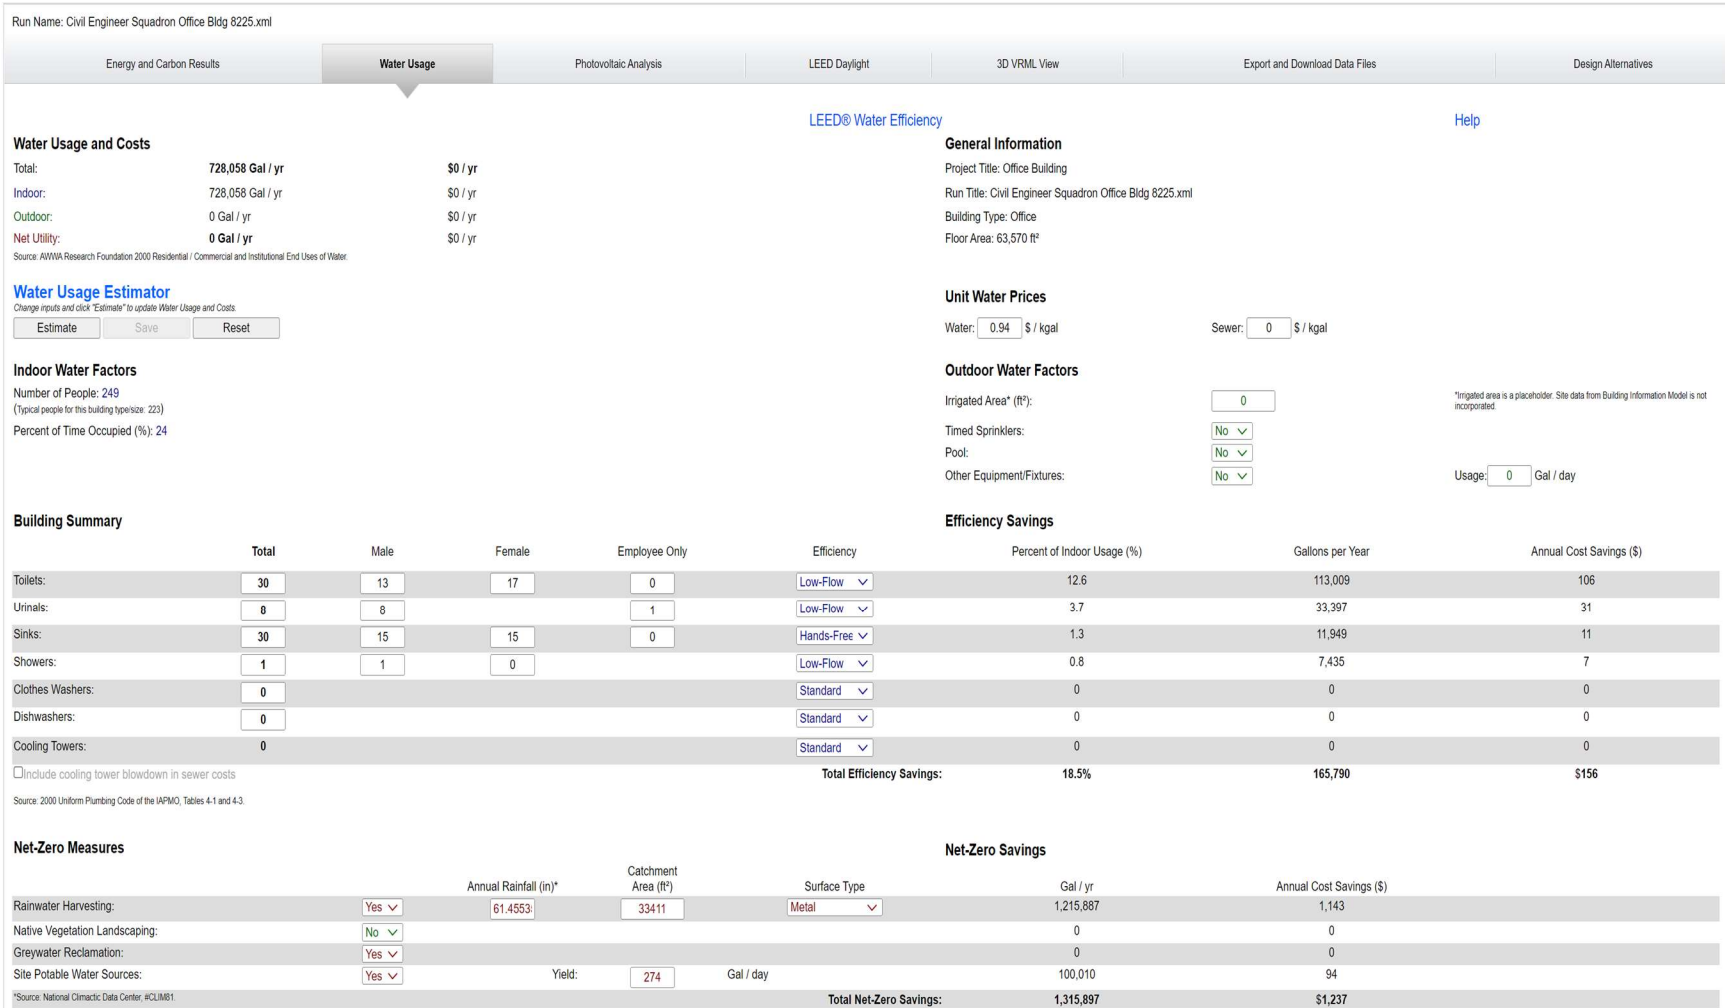 Run Name: Civil Engineer Squadron Office Bldg 8225.xml
Energy and Carbon Results Water Usage Photovoltaic Analysis LEED Daylight 3D VRML View Export and Download Data Files Design Alternatives
LEED® Water Efficiency Help
Water Usage and Costs General Information
Total: 728,058 Gal / yr $0 / yr Project Title: Office Building
Indoor: 728,058 Gal / yr $0 / yr Run Title: Civil Engineer Squadron Office Bldg 8225.xml
Outdoor: 0 Gal / yr $0 / yr Building Type: Office
Net Utility: 0 Gal / yr $0 / yr Floor Area: 63,570 ft²
Source: AWWA Research Foundation 2000 Residential / Commercial and Institutional End Uses of Water.
Water Usage Estimator Unit Water Prices
Change inputs and click "Estimate" to update Water Usage and Costs.
Estimate Save Reset Water: 0.94 $ / kgal Sewer: 0 $ / kgal
Indoor Water Factors Outdoor Water Factors
Number of People: 249 Irrigated Area* (ft²): 0 *Irrigated area is a placeholder. Site data from Building Information Model is not
incorporated.
(Typical people for this building type/size: 223)
Percent of Time Occupied (%): 24 Timed Sprinklers: No
Pool: No
Other Equipment/Fixtures: No Usage: 0 Gal / day
Building Summary Efficiency Savings
Total Male Female Employee Only Efficiency Percent of Indoor Usage (%) Gallons per Year Annual Cost Savings ($)
Toilets: 30 13 17 0 Low-Flow 12.6 113,009 106
Urinals: 8 8 1 Low-Flow 3.7 33,397 31
Sinks: 30 15 15 0 Hands-Free 1.3 11,949 11
Showers: 1 1 0 Low-Flow 0.8 7,435 7
Clothes Washers: 0 Standard 0 0 0
Dishwashers: 0 Standard 0 0 0
Cooling Towers: 0 Standard 0 0 0
Include cooling tower blowdown in sewer costs Total Efficiency Savings: 18.5% 165,790 $156
Source: 2000 Uniform Plumbing Code of the IAPMO, Tables 4-1 and 4-3.
Net-Zero Measures Net-Zero Savings
Annual Rainfall (in)* Catchment Area (ft²) Surface Type Gal / yr Annual Cost Savings ($)
Rainwater Harvesting: Yes 61.4553 33411 Metal 1,215,887 1,143
Native Vegetation Landscaping: No 0 0
Greywater Reclamation: Yes 0 0
Site Potable Water Sources: Yes Yield: 274 Gal / day 100,010 94
*Source: National Climactic Data Center, #CLIM81. Total Net-Zero Savings: 1,315,897 $1,237